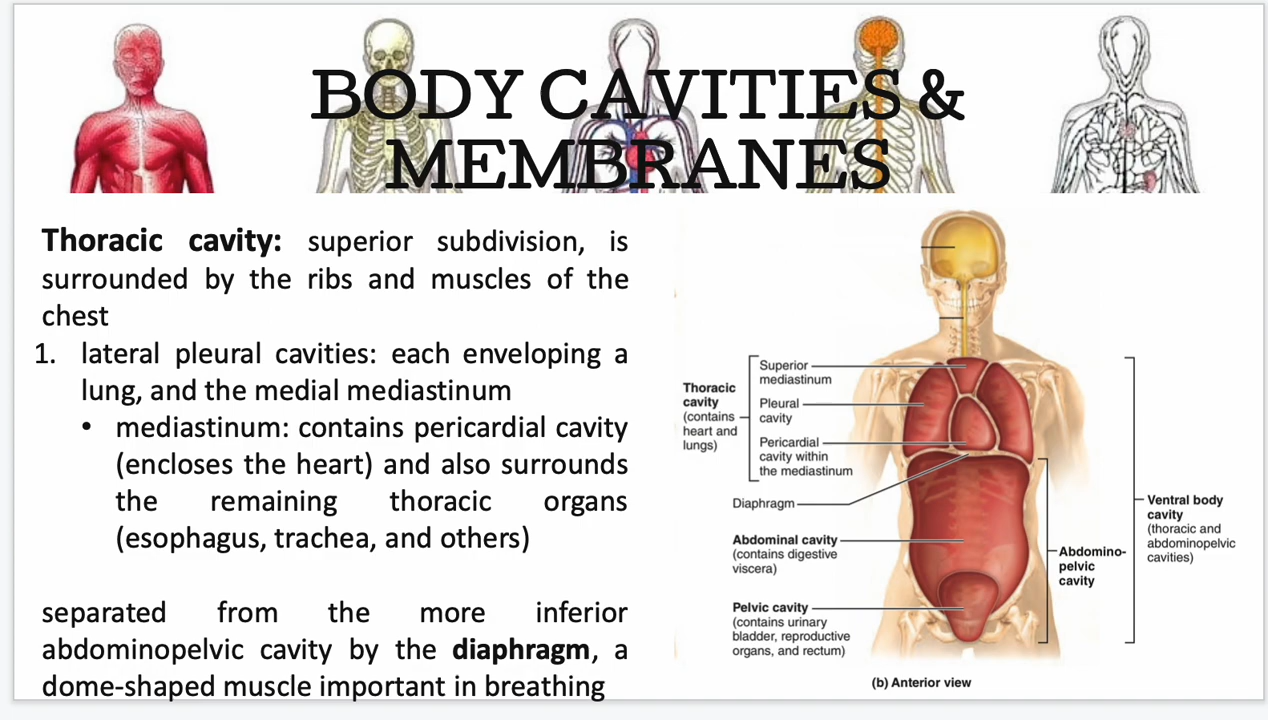 BODY CAVITIES &
MEMBRANES
Thoracic cavity: superior subdivision, is
surrounded by the ribs and muscles of the
chest
1. lateral pleural cavities: each enveloping a
lung, and the medial mediastinum
• mediastinum: contains pericardial cavity
(encloses the heart) and also surrounds
the remaining thoracic organs
(esophagus, trachea, and others)
separated from the more inferior
abdominopelvic cavity by the diaphragm, a
dome-shaped muscle important in breathing
Thoracic
cavity
(contains
heart and
lungs)
Superior
mediastinum
Pleural
cavity
Pericardial
cavity within
the mediastinum
Diaphragm
Abdominal cavity
(contains digestive
viscera)
Pelvic cavity
(contains urinary
bladder, reproductive
organs, and rectum)
Abdomino-
pelvic
cavity
Ventral body
cavity
(thoracic and
abdominopelvic
cavities)
(b) Anterior view